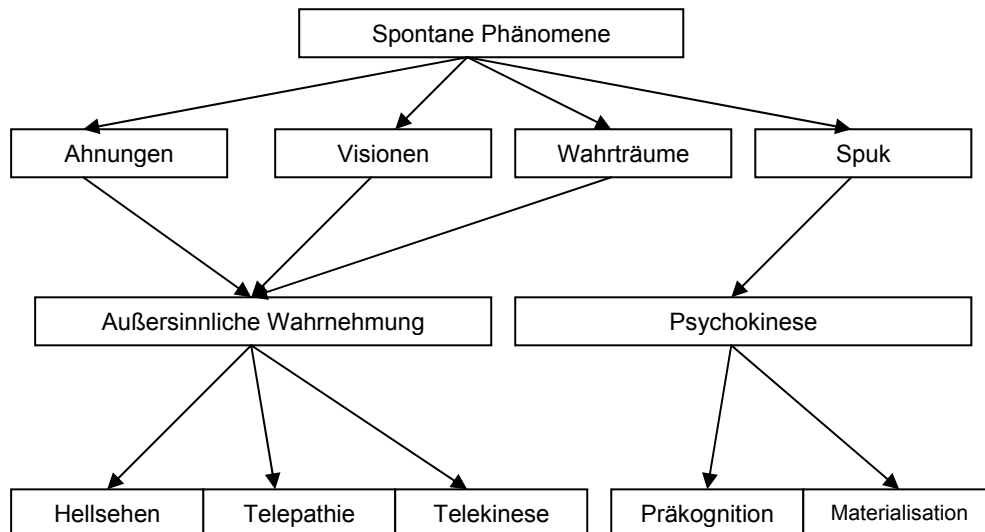 Spontane Phänomene
Ahnungen
Visionen
Wahrträume
Spuk
Außersinnliche Wahrnehmung
Psychokinese
Hellsehen
Telepathie
Telekinese
Präkognition
Materialisation